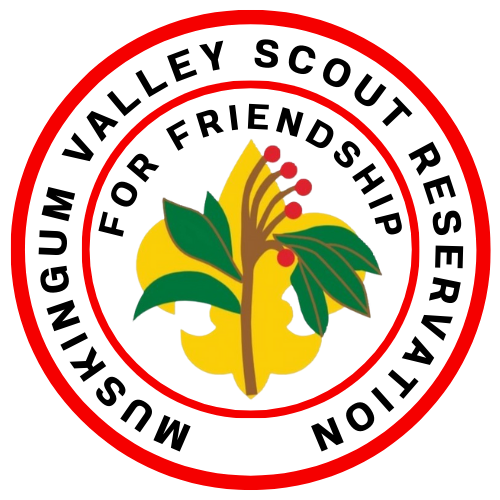 MUSKINGUM VALLEY SCOUT RESERVATION
FOR FRIENDSHIP